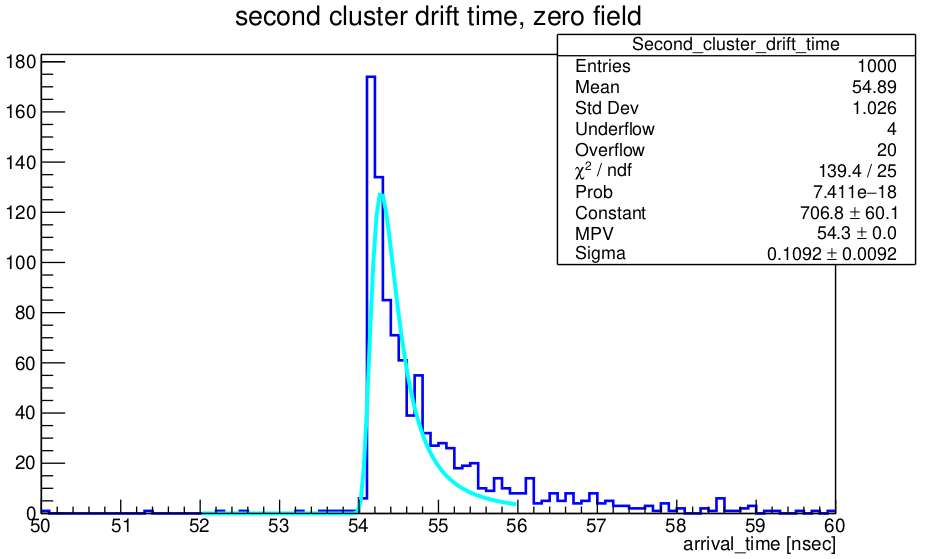 second cluster drift time, zero field
Second_cluster_drift_time
Entries 1000
Mean 54.89
Std Dev 1.026
Underflow 4
Overflow 20
χ² / ndf 139.4 / 25
Prob 7.411e−18
Constant 706.8 ± 60.1
MPV 54.3 ± 0.0
Sigma 0.1092 ± 0.0092
180
160
140
120
100
80
60
40
20
0
50 51 52 53 54 55 56 57 58 59 60
arrival_time [nsec]